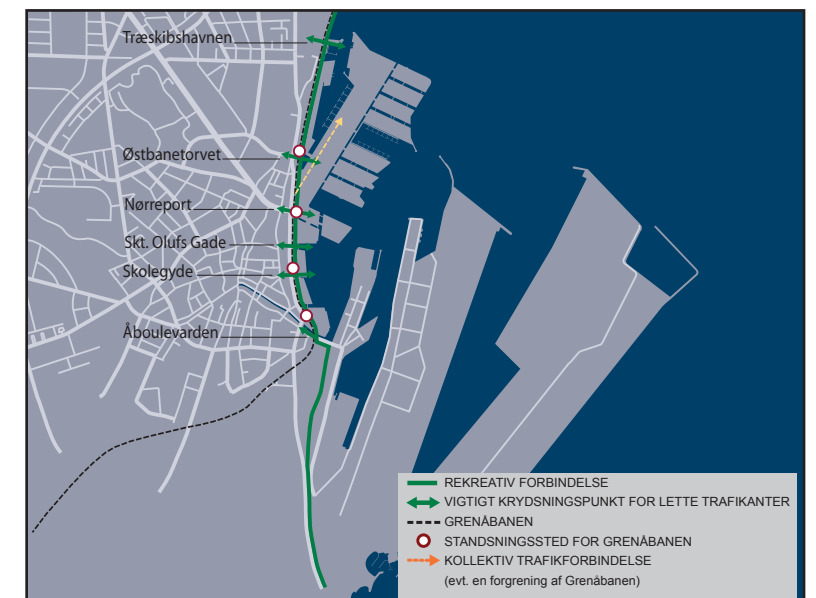 Træskibshavnen
Østbanetorvet
Nørreport
Skt. Olufs Gade
Skolegyde
Åboulevarden
REKREATIV FORBINDELSE
VIGTIGT KRYDSNINGSPUNKT FOR LETTE TRAFIKANTER
GRENÅBANEN
STANDSNINGSSTED FOR GRENÅBANEN
KOLLEKTIV TRAFIKFORBINDELSE
(evt. en forgrening af Grenåbanen)